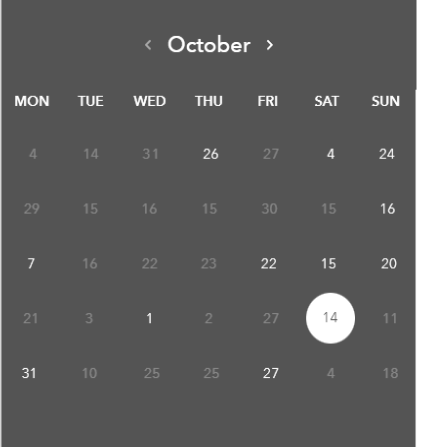 ‹ October ›
MON TUE WED THU FRI SAT SUN
4 14 31 26 27 4 24
29 15 16 15 30 15 16
7 16 22 23 22 15 20
21 3 1 2 27 14 11
31 10 25 25 27 4 18